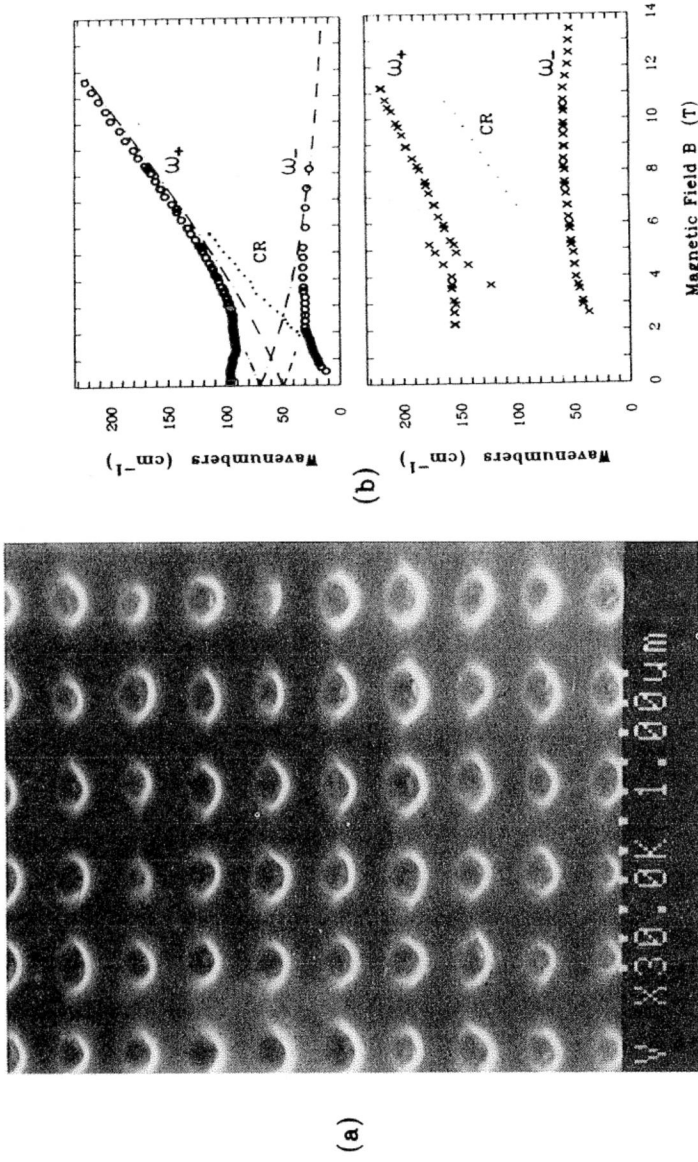 (a)
V X30.0K 1.00μm
(b)
Wavenumbers (cm⁻¹)
200
150
100
50
0
ω₊
CR
ω₋
Wavenumbers (cm⁻¹)
200
150
100
50
0
ω₊
CR
ω₋
0 2 4 6 8 10 12 14
Magnetic Field B (T)